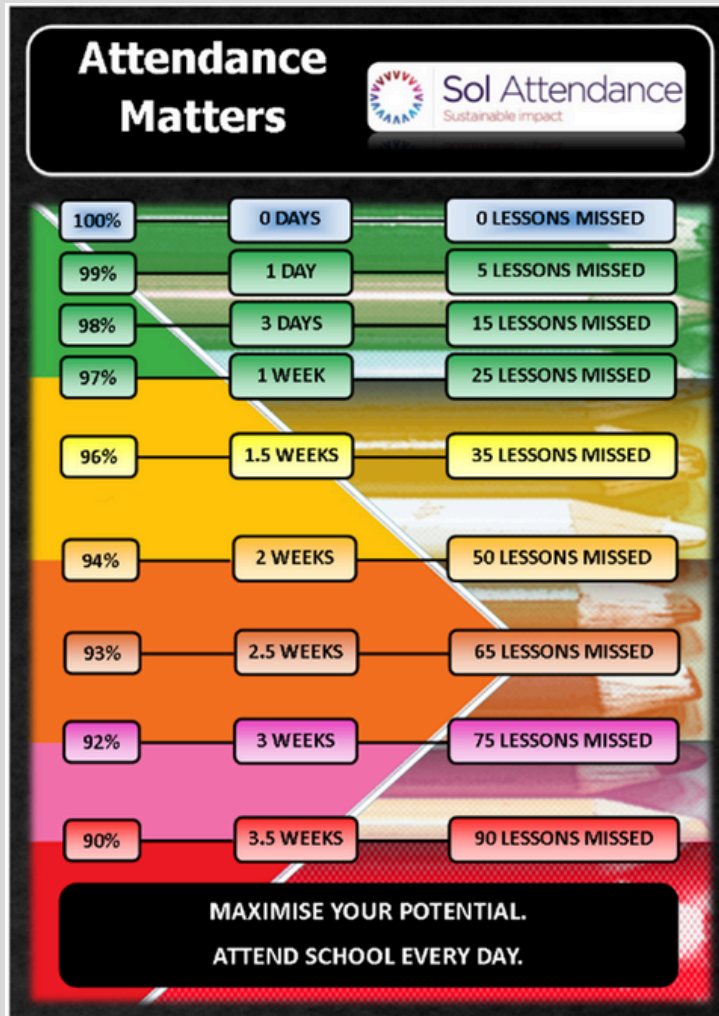 Attendance
Matters
Sol Attendance
Sustainable impact
100% 0 DAYS 0 LESSONS MISSED
99% 1 DAY 5 LESSONS MISSED
98% 3 DAYS 15 LESSONS MISSED
97% 1 WEEK 25 LESSONS MISSED
96% 1.5 WEEKS 35 LESSONS MISSED
94% 2 WEEKS 50 LESSONS MISSED
93% 2.5 WEEKS 65 LESSONS MISSED
92% 3 WEEKS 75 LESSONS MISSED
90% 3.5 WEEKS 90 LESSONS MISSED
MAXIMISE YOUR POTENTIAL.
ATTEND SCHOOL EVERY DAY.